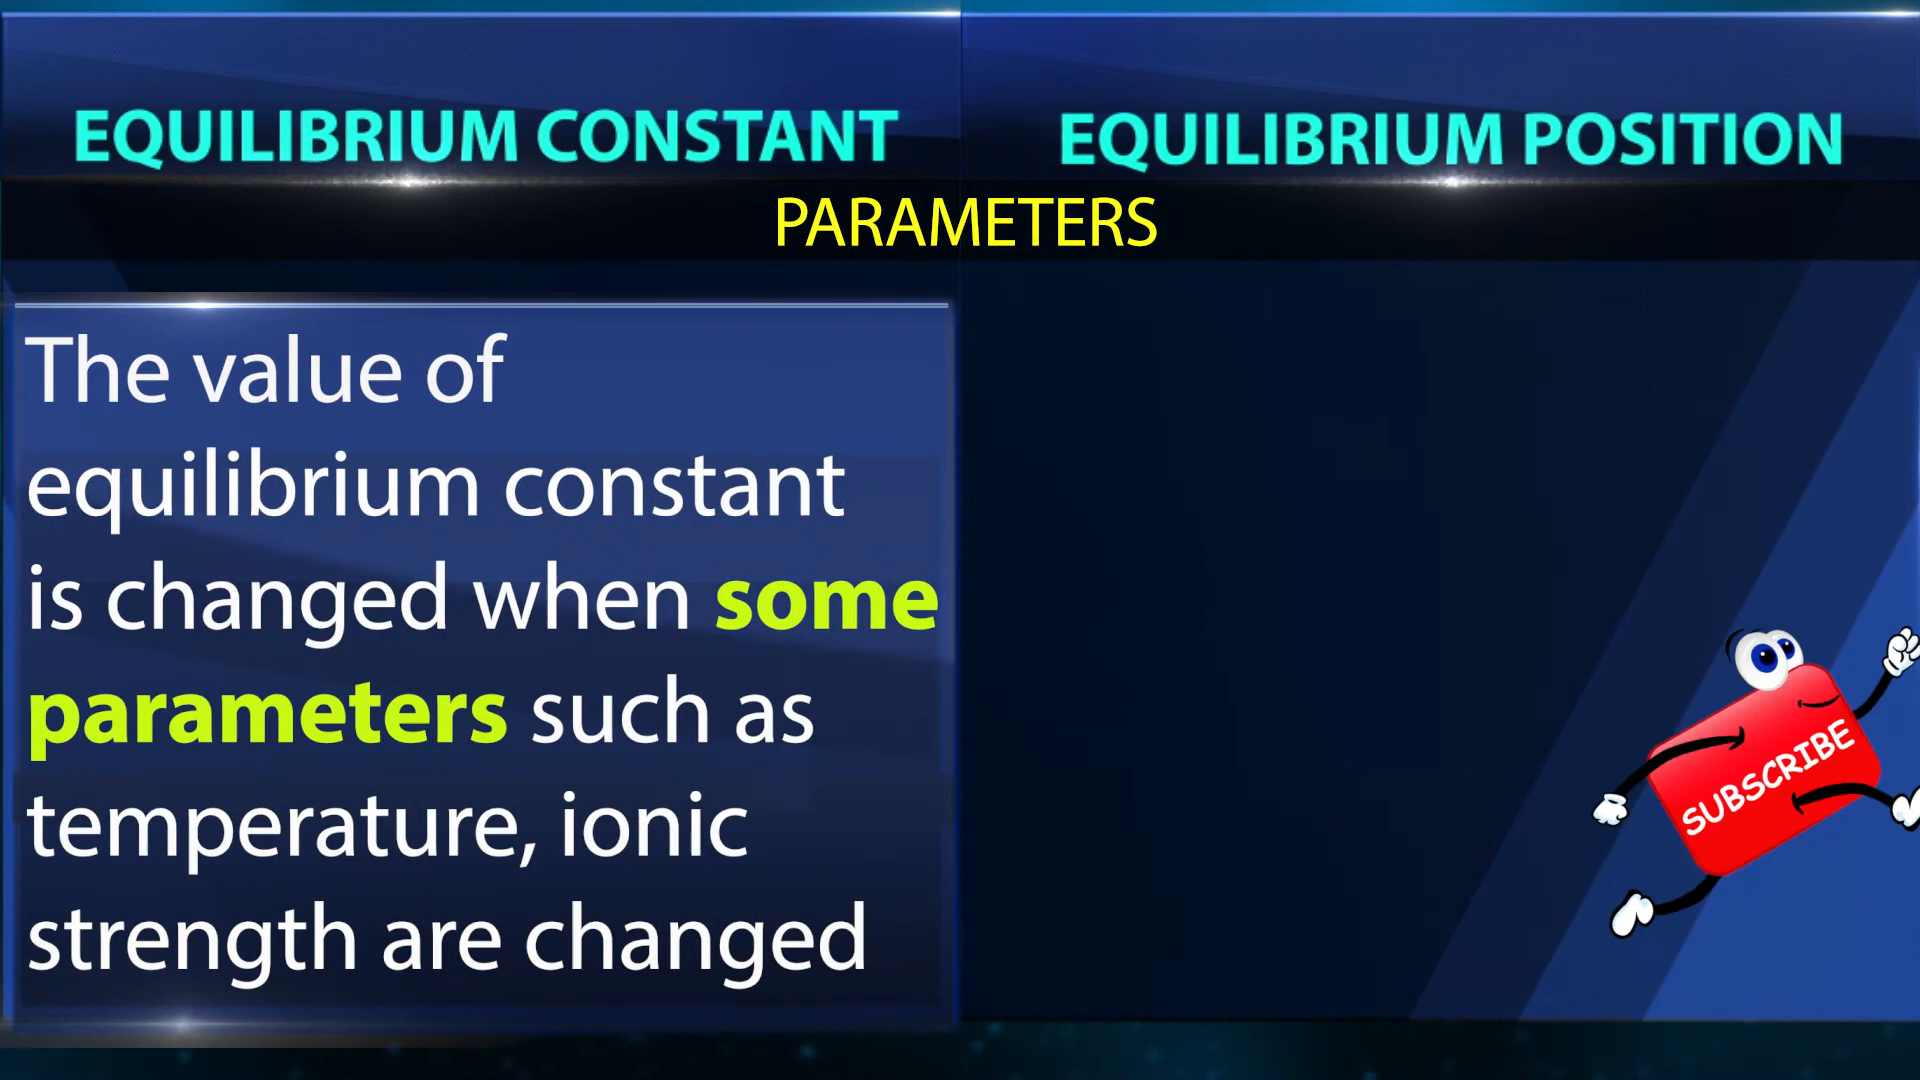 EQUILIBRIUM CONSTANT
EQUILIBRIUM POSITION
PARAMETERS
The value of
equilibrium constant
is changed when some
parameters such as
temperature, ionic
strength are changed
SUBSCRIBE